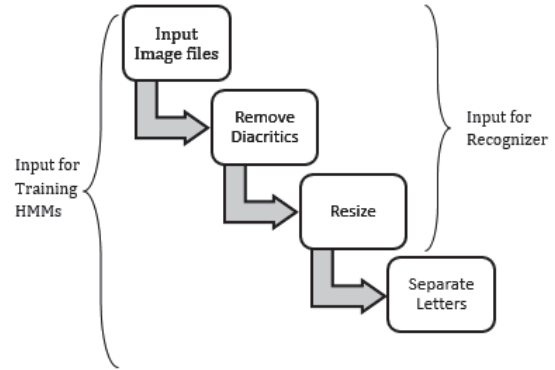 Input
Image files
Remove
Diacritics
Input for
Recognizer
Input for
Training
HMMs
Resize
Separate
Letters